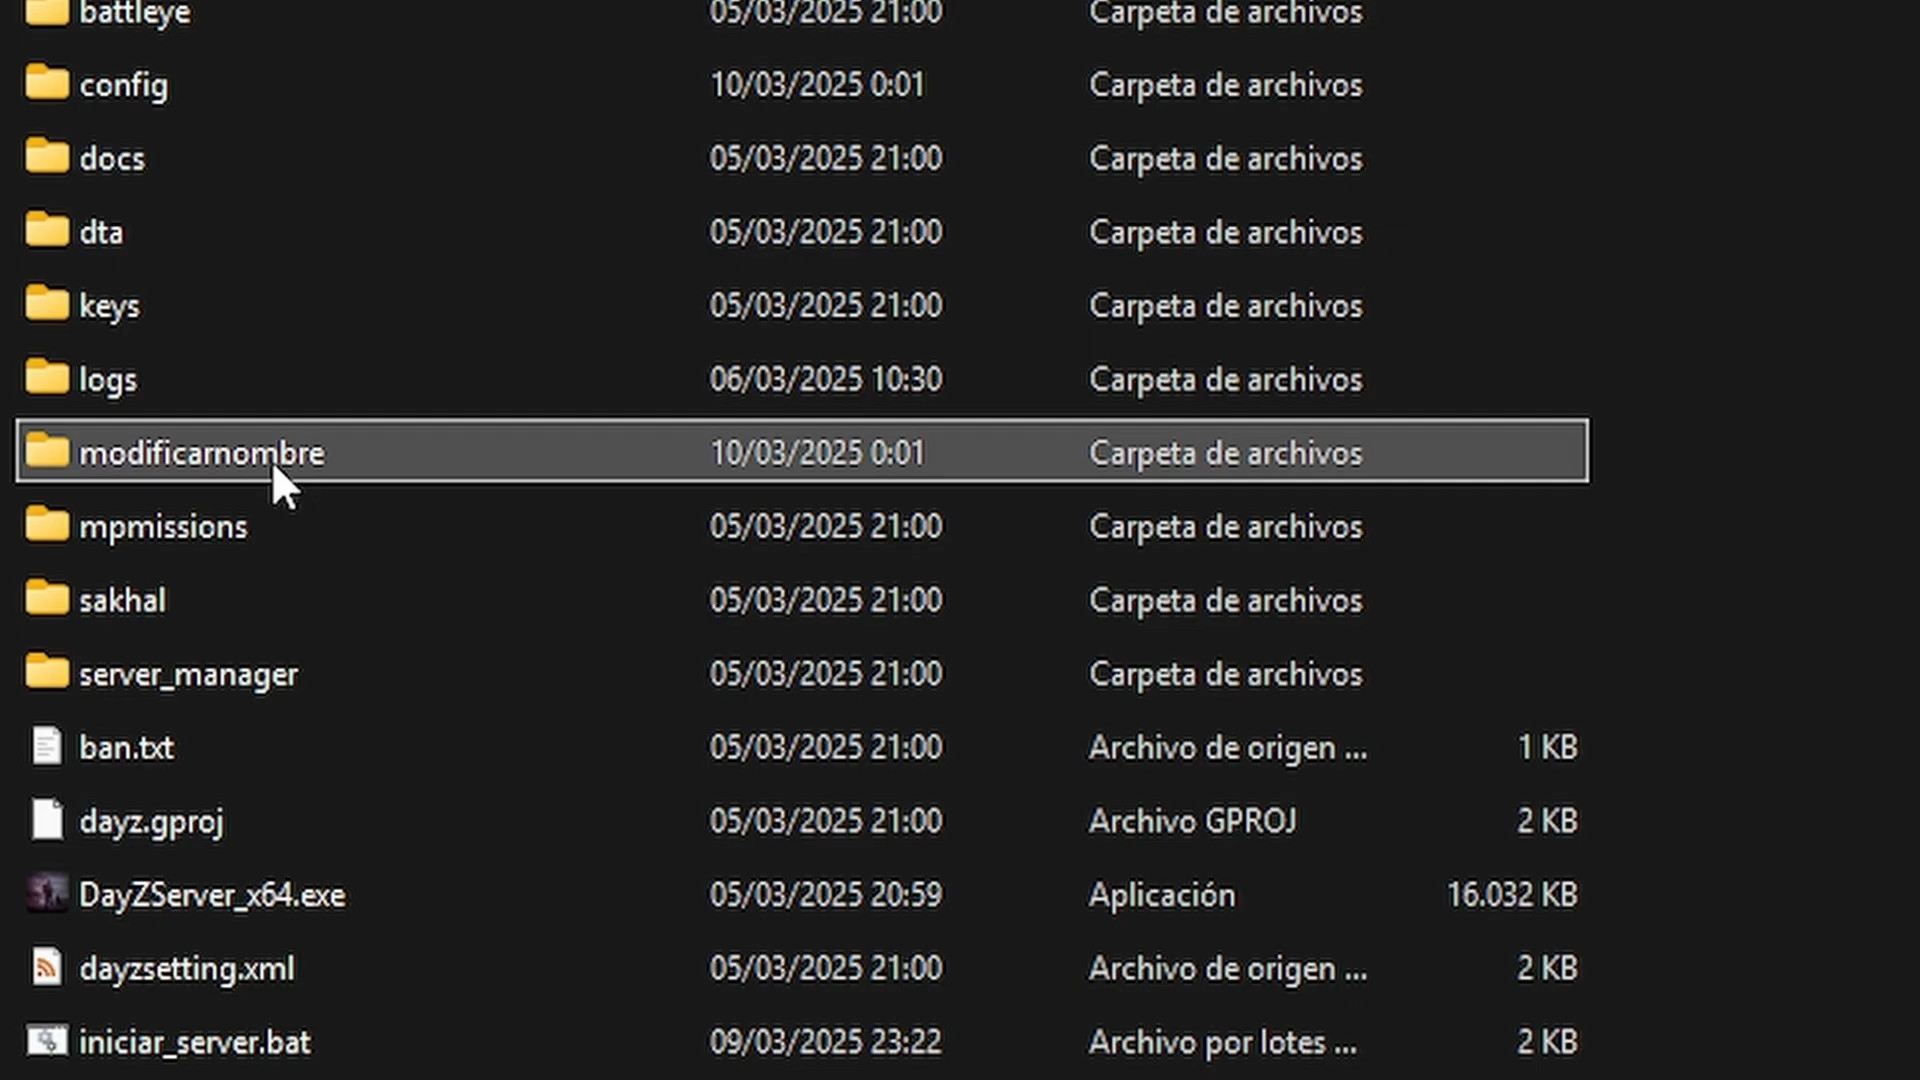 battleye 05/03/2025 21:00 Carpeta de archivos
config 10/03/2025 0:01 Carpeta de archivos
docs 05/03/2025 21:00 Carpeta de archivos
dta 05/03/2025 21:00 Carpeta de archivos
keys 05/03/2025 21:00 Carpeta de archivos
logs 06/03/2025 10:30 Carpeta de archivos
modificarnombre 10/03/2025 0:01 Carpeta de archivos
mpmissions 05/03/2025 21:00 Carpeta de archivos
sakhal 05/03/2025 21:00 Carpeta de archivos
server_manager 05/03/2025 21:00 Carpeta de archivos
ban.txt 05/03/2025 21:00 Archivo de origen ... 1 KB
dayz.gproj 05/03/2025 21:00 Archivo GPROJ 2 KB
DayZServer_x64.exe 05/03/2025 20:59 Aplicación 16.032 KB
dayzsetting.xml 05/03/2025 21:00 Archivo de origen ... 2 KB
iniciar_server.bat 09/03/2025 23:22 Archivo por lotes ... 2 KB